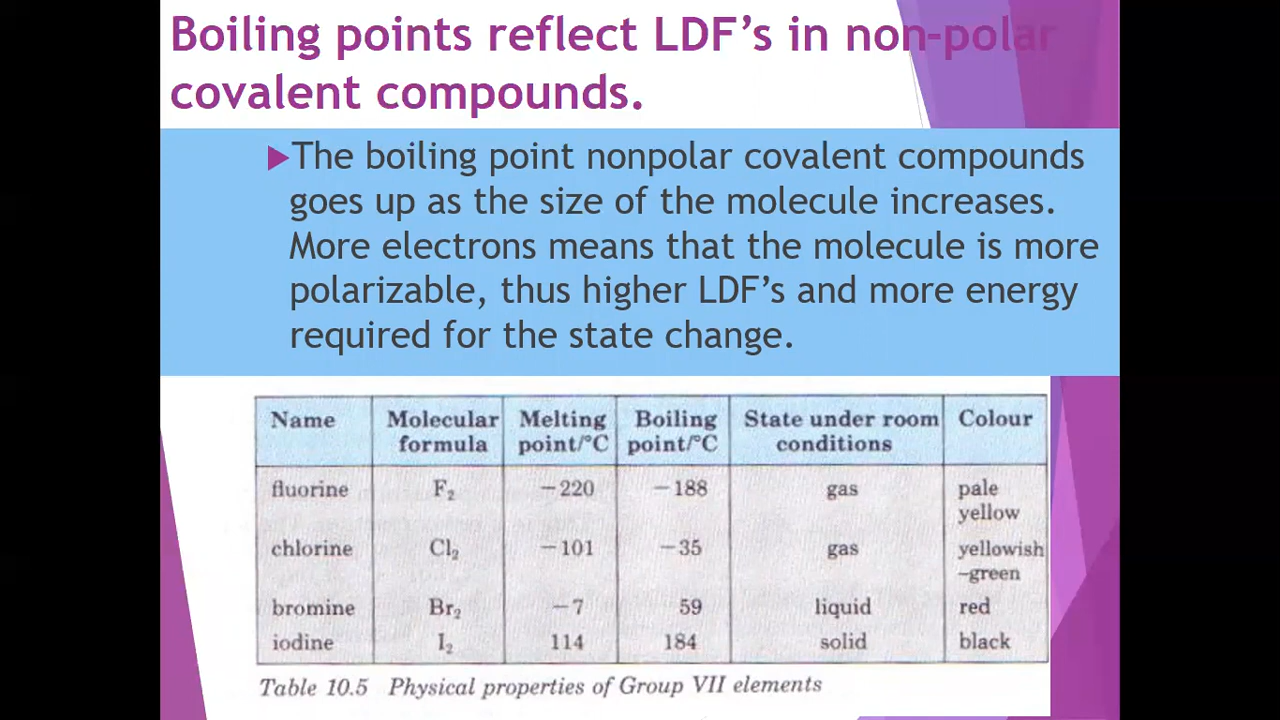 Boiling points reflect LDF’s in non-polar
covalent compounds.
▶The boiling point nonpolar covalent compounds
goes up as the size of the molecule increases.
More electrons means that the molecule is more
polarizable, thus higher LDF’s and more energy
required for the state change.
Name Molecular formula Melting point/°C Boiling point/°C State under room conditions Colour
fluorine F₂ −220 −188 gas pale yellow
chlorine Cl₂ −101 −35 gas yellowish -green
bromine Br₂ −7 59 liquid red
iodine I₂ 114 184 solid black
Table 10.5 Physical properties of Group VII elements